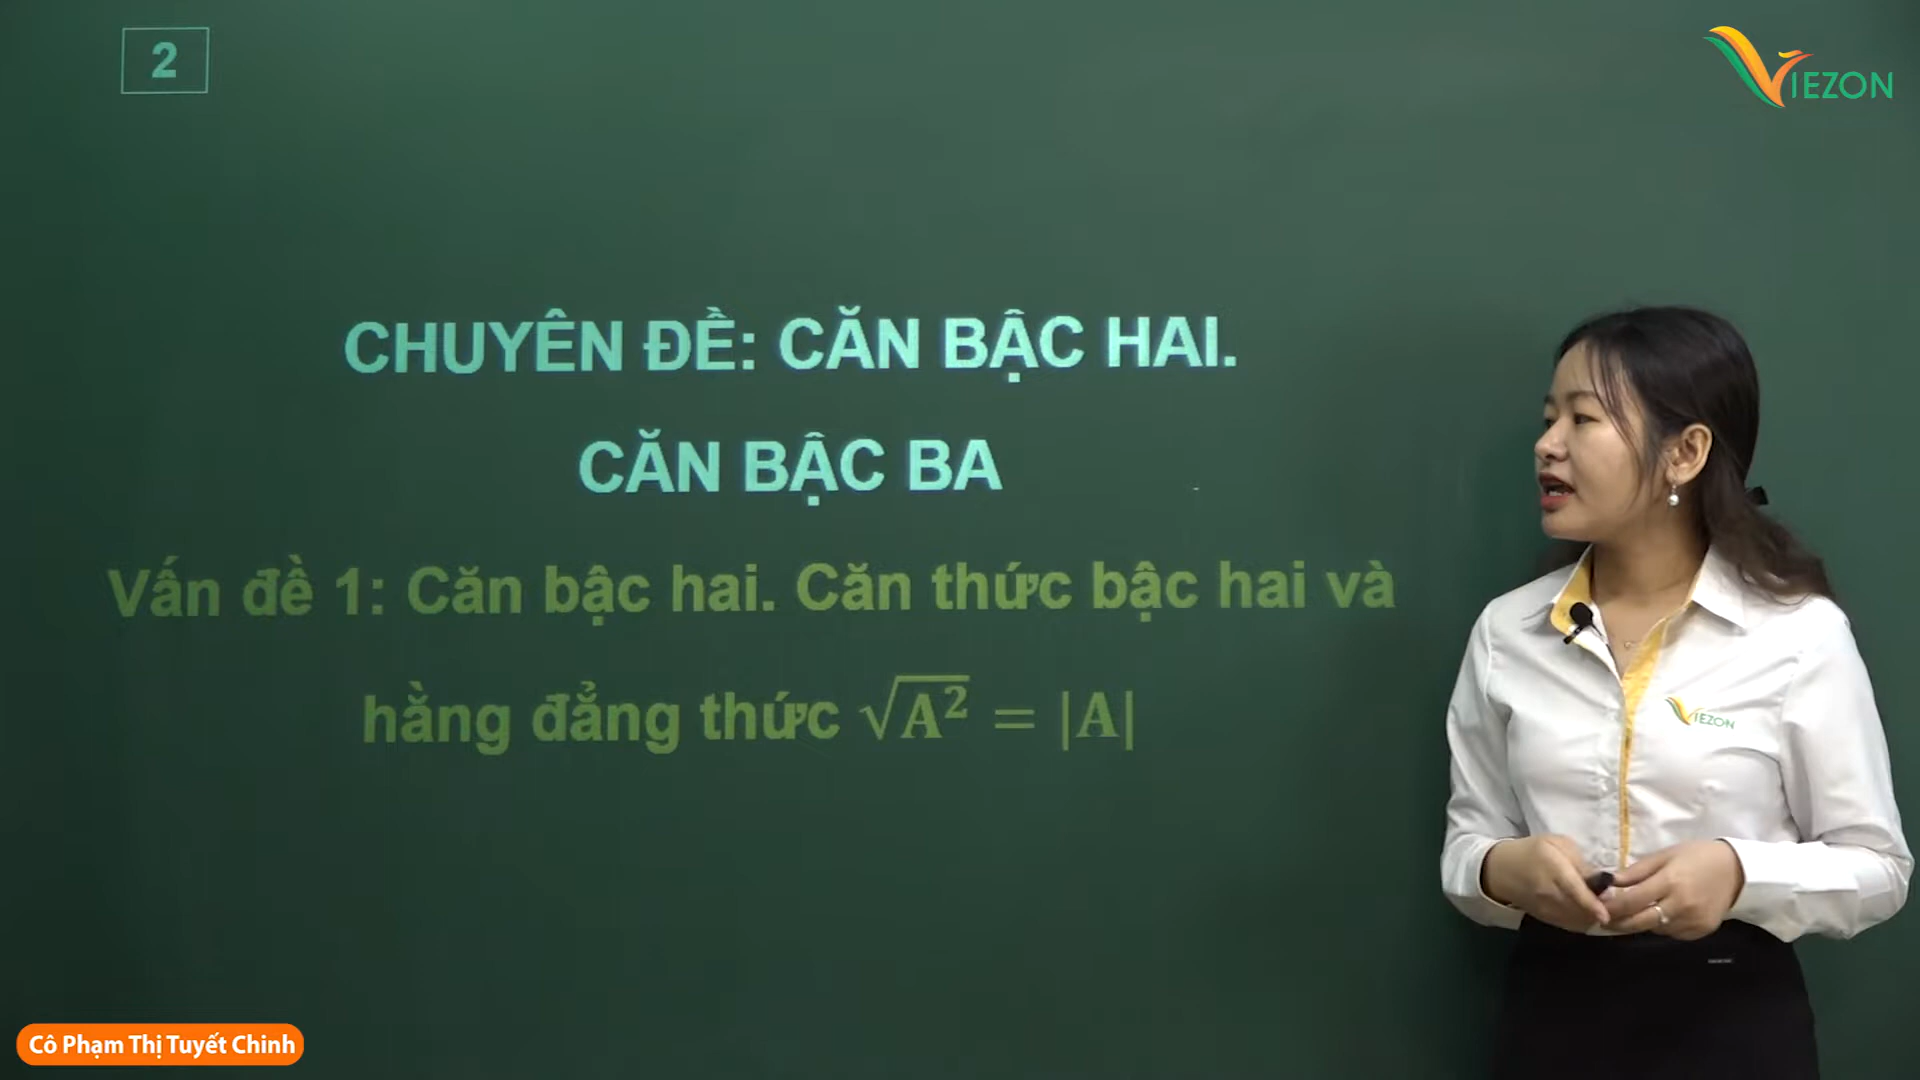 2
VIEZON
CHUYÊN ĐỀ: CĂN BẬC HAI.
CĂN BẬC BA
Vấn đề 1: Căn bậc hai. Căn thức bậc hai và
hằng đẳng thức √A² = |A|
VIEZON
Cô Phạm Thị Tuyết Chinh